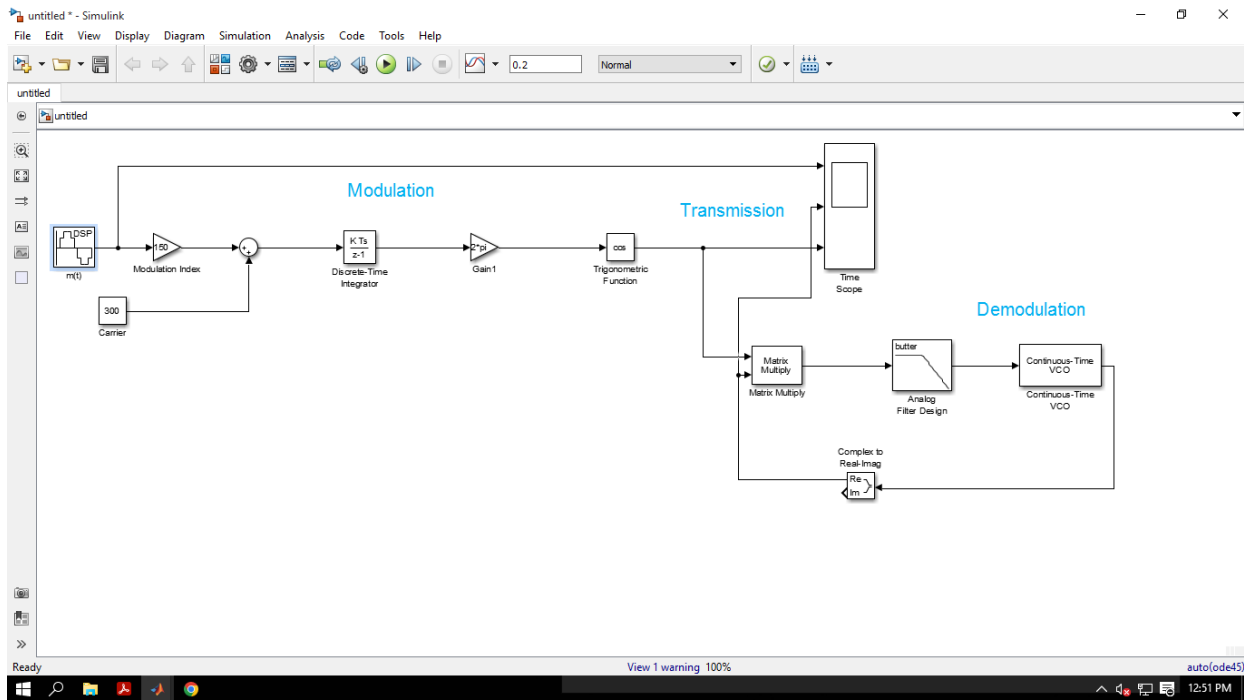 untitled * - Simulink
File Edit View Display Diagram Simulation Analysis Code Tools Help
0.2 Normal
untitled
untitled
Modulation
Transmission
DSP
m(t)
150
Modulation Index
+
+
K Ts
z-1
Discrete-Time
Integrator
2*pi
Gain1
cos
Trigonometric
Function
Time
Scope
300
Carrier
Demodulation
Matrix
Multiply
Matrix Multiply
butter
Analog
Filter Design
Continuous-Time
VCO
Continuous-Time
VCO
Complex to
Real-Imag
Re
Im
Ready View 1 warning 100% auto(ode45)
12:51 PM